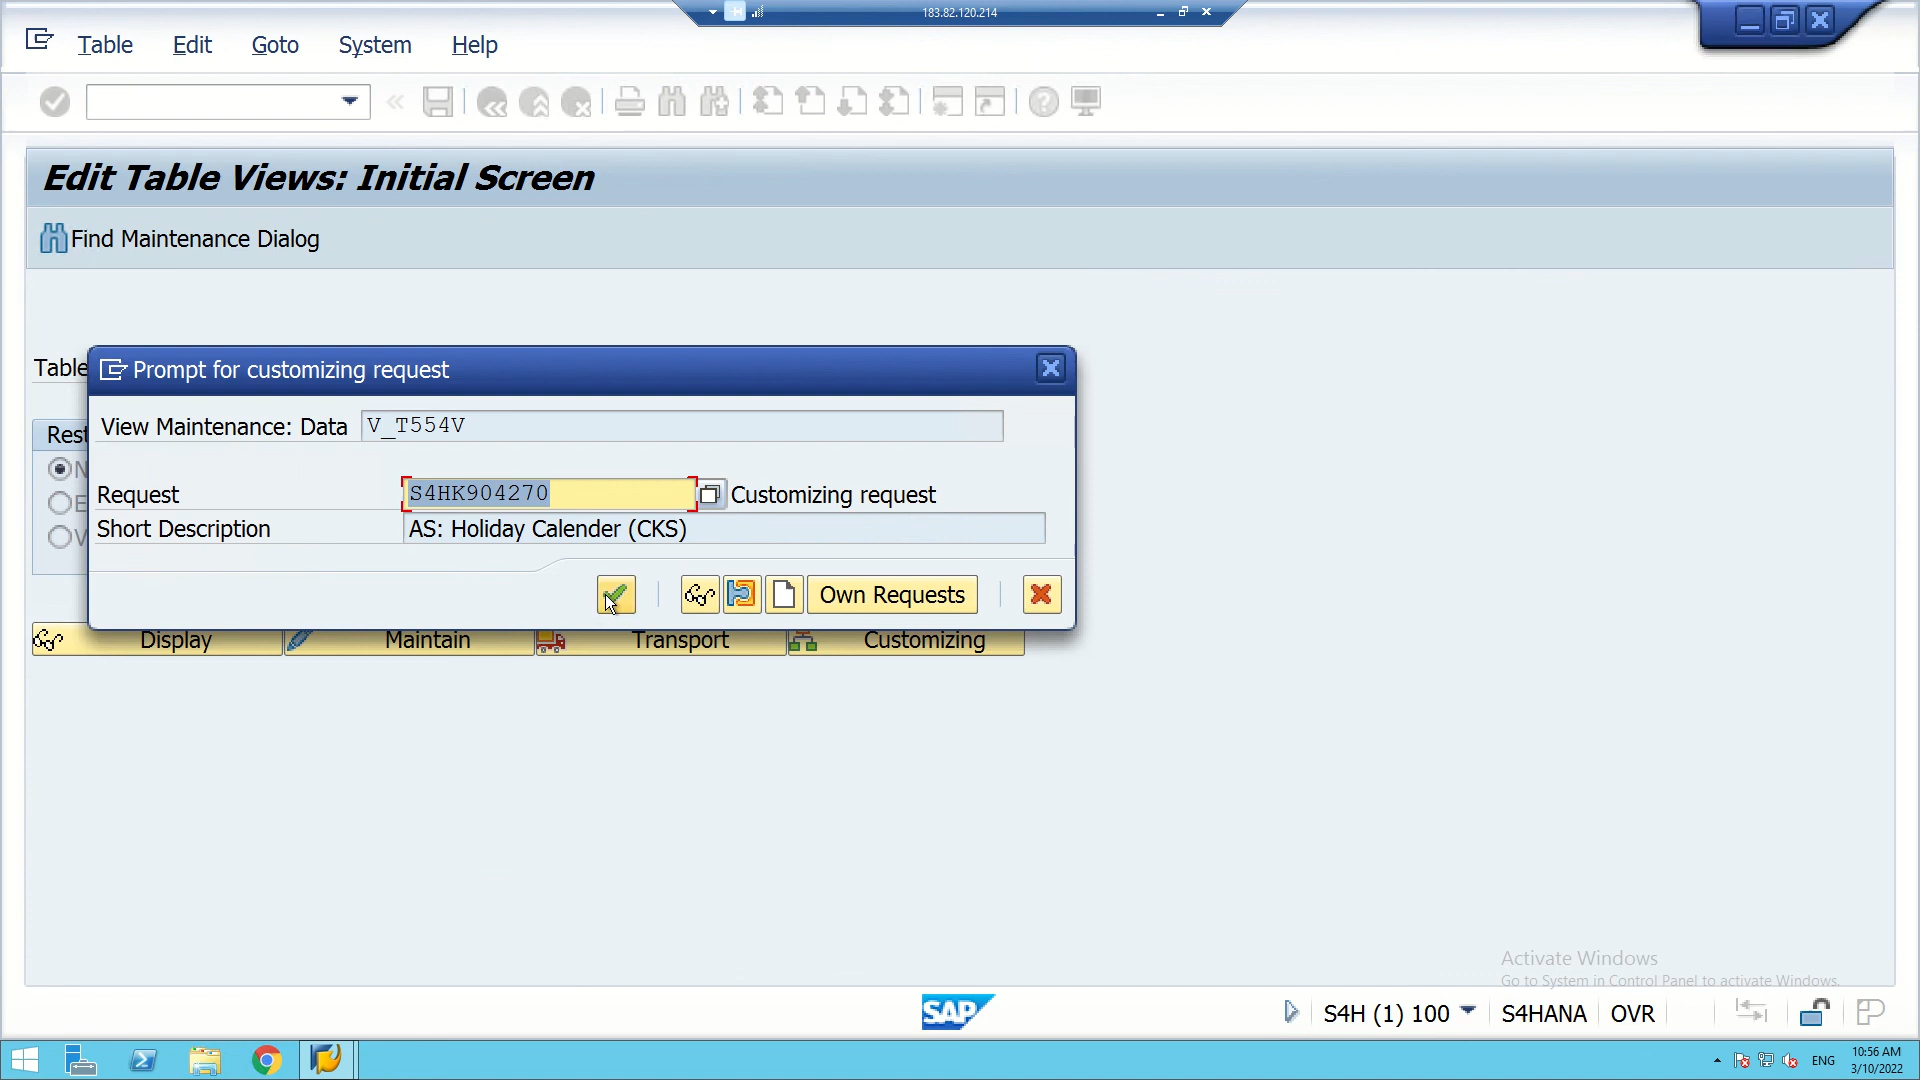 183.82.120.214
Table Edit Goto System Help
Edit Table Views: Initial Screen
Find Maintenance Dialog
Table
Prompt for customizing request
View Maintenance: Data V_T554V
Rest
N
Request S4HK904270 Customizing request
E
Short Description AS: Holiday Calender (CKS)
V
Own Requests
Display Maintain Transport Customizing
Activate Windows
Go to System in Control Panel to activate Windows.
SAP
S4H (1) 100 S4HANA OVR
ENG
10:56 AM
3/10/2022